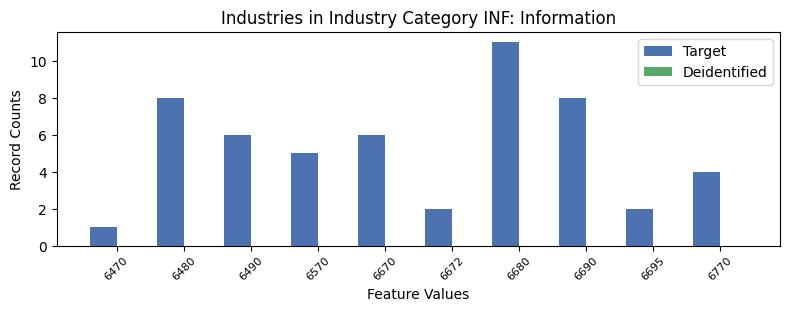 Industries in Industry Category INF: Information
Target
Deidentified
Record Counts
10
8
6
4
2
0
6470 6480 6490 6570 6670 6672 6680 6690 6695 6770
Feature Values